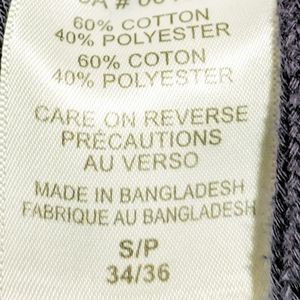 60% COTTON
40% POLYESTER
60% COTON
40% POLYESTER
CARE ON REVERSE
PRÉCAUTIONS
AU VERSO
MADE IN BANGLADESH
FABRIQUE AU BANGLADESH
S/P
34/36